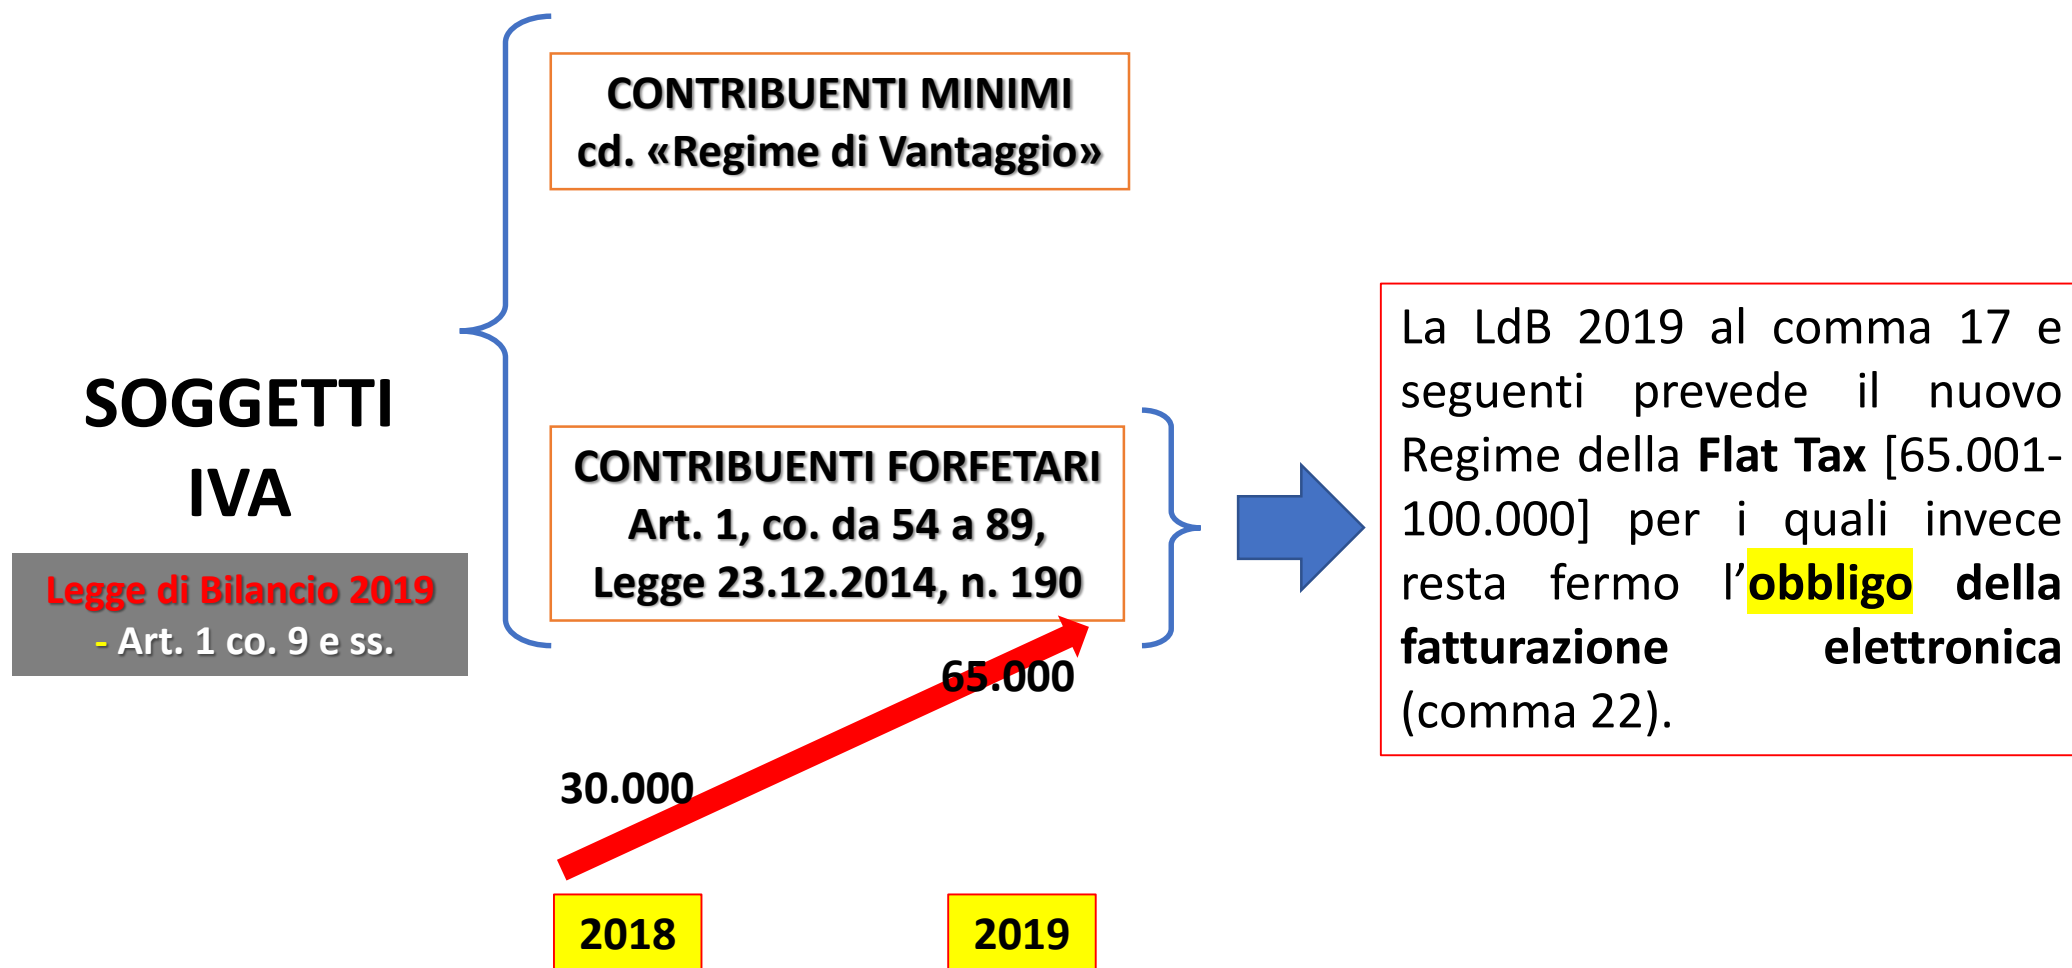 CONTRIBUENTI MINIMI
cd. «Regime di Vantaggio»
SOGGETTI
IVA
Legge di Bilancio 2019
- Art. 1 co. 9 e ss.
CONTRIBUENTI FORFETARI
Art. 1, co. da 54 a 89,
Legge 23.12.2014, n. 190
65.000
30.000
2018
2019
La LdB 2019 al comma 17 e
seguenti prevede il nuovo
Regime della Flat Tax [65.001-
100.000] per i quali invece
resta fermo l’obbligo della
fatturazione elettronica
(comma 22).